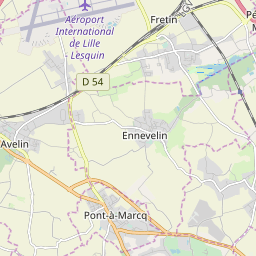 Aéroport
International
de Lille
- Lesquin
Fretin
D 54
Ennevelin
Avelin
Pont-à-Marcq